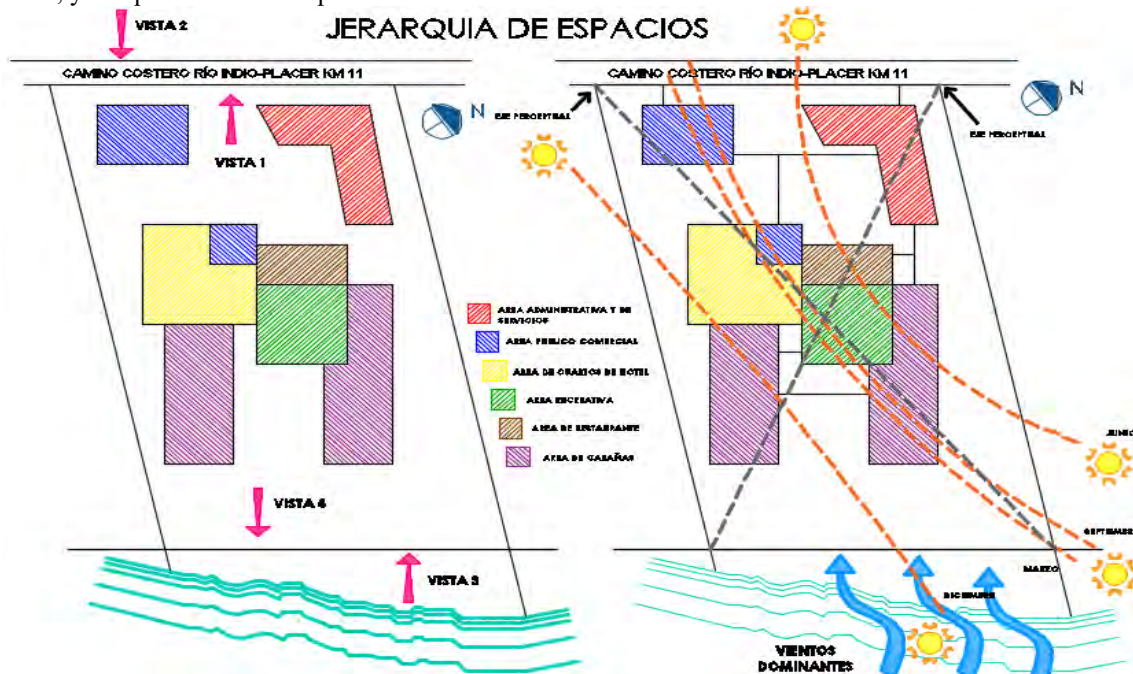 VISTA 2
JERARQUIA DE ESPACIOS
CAMINO COSTERO RÍO INDIO-PLACER KM 11
N
VISTA 1
VISTA 4
VISTA 3
AREA ADMINISTRATIVA Y DE
SERVICIOS
AREA PUBLICO COMERCIAL
AREA DE CUARTOS DE HOTEL
AREA RECREATIVA
AREA DE RESTAURANTE
AREA DE CABAÑAS
CAMINO COSTERO RÍO INDIO-PLACER KM 11
N
EJE PERCEPTUAL
EJE PERCEPTUAL
JUNIO
SEPTIEMBRE
MARZO
DICIEMBRE
VIENTOS
DOMINANTES